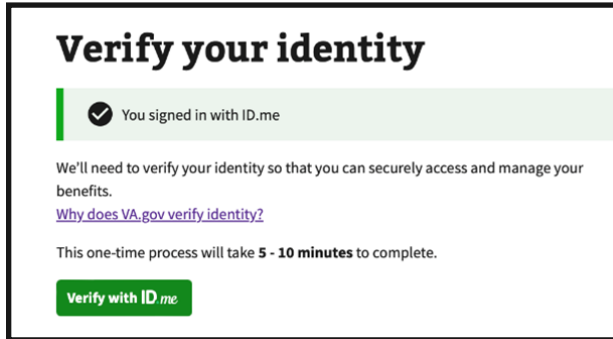 Verify your identity
You signed in with ID.me
We'll need to verify your identity so that you can securely access and manage your
benefits.
Why does VA.gov verify identity?
This one-time process will take 5 - 10 minutes to complete.
Verify with ID.me